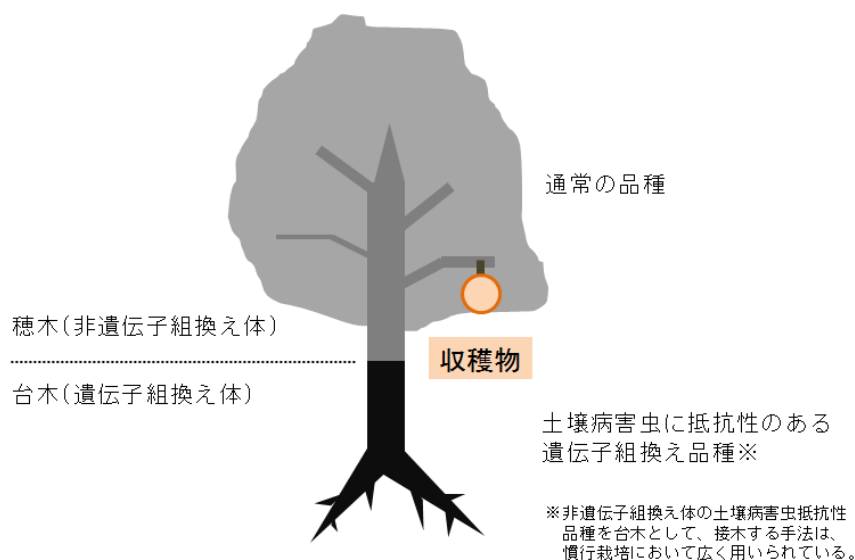 通常の品種
穂木(非遺伝子組換え体)
収穫物
台木(遺伝子組換え体)
土壌病害虫に抵抗性のある
遺伝子組換え品種※
※非遺伝子組換え体の土壌病害虫抵抗性
品種を台木として、接木する手法は、
慣行栽培において広く用いられている。